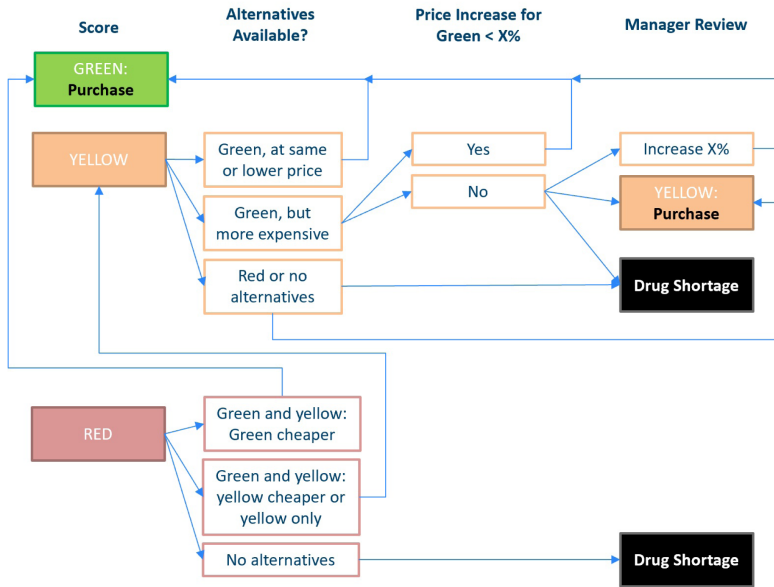 Score
Alternatives
Available?
Price Increase for
Green < X%
Manager Review
GREEN:
Purchase
YELLOW
Green, at same
or lower price
Yes
Increase X%
Green, but
more expensive
No
YELLOW:
Purchase
Red or no
alternatives
Drug Shortage
RED
Green and yellow:
Green cheaper
Green and yellow:
yellow cheaper or
yellow only
No alternatives
Drug Shortage